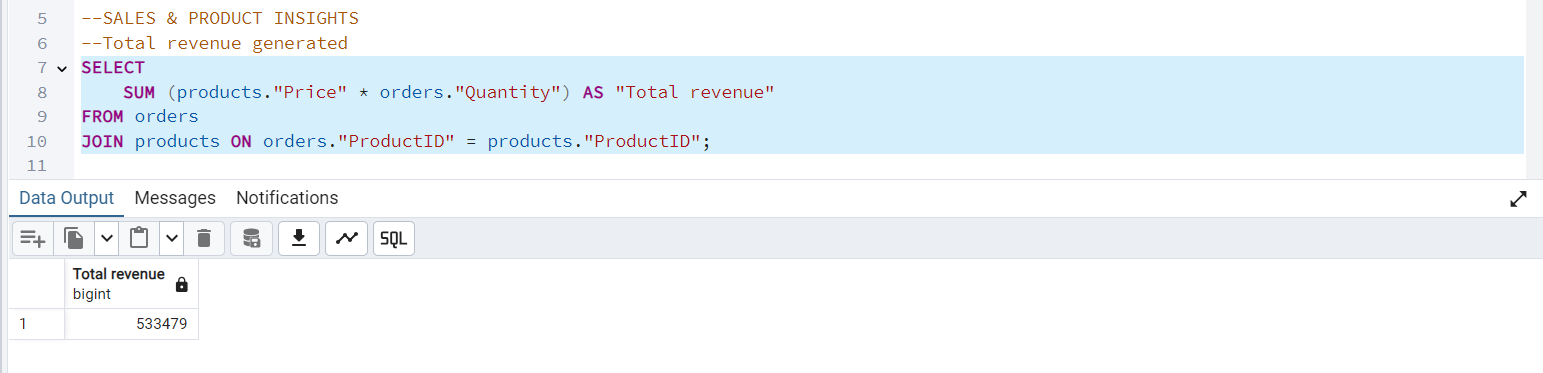 5 --SALES & PRODUCT INSIGHTS
6 --Total revenue generated
7 SELECT
8 SUM (products."Price" * orders."Quantity") AS "Total revenue"
9 FROM orders
10 JOIN products ON orders."ProductID" = products."ProductID";
11
Data Output Messages Notifications
SQL
Total revenue
bigint
1 533479